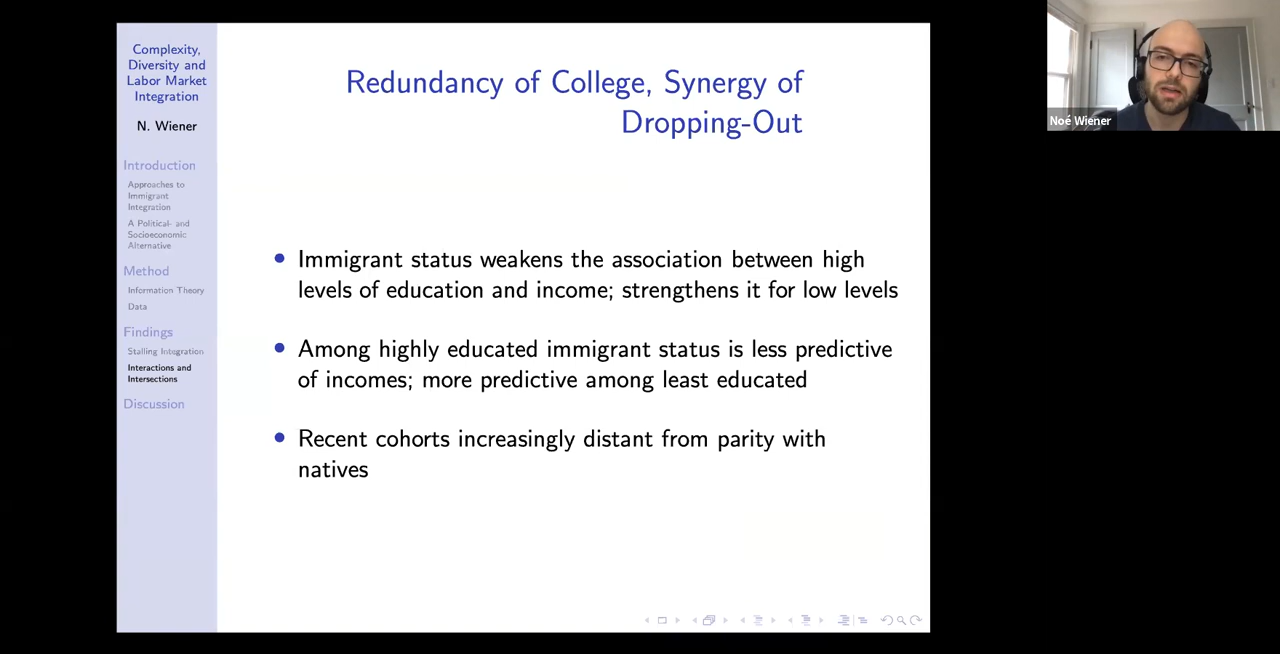 Complexity,
Diversity and
Labor Market
Integration
N. Wiener
Introduction
Approaches to
Immigrant
Integration
A Political- and
Socioeconomic
Alternative
Method
Information Theory
Data
Findings
Stalling Integration
Interactions and
Intersections
Discussion
Redundancy of College, Synergy of
Dropping-Out
• Immigrant status weakens the association between high
levels of education and income; strengthens it for low levels
• Among highly educated immigrant status is less predictive
of incomes; more predictive among least educated
• Recent cohorts increasingly distant from parity with
natives
Noé Wiener